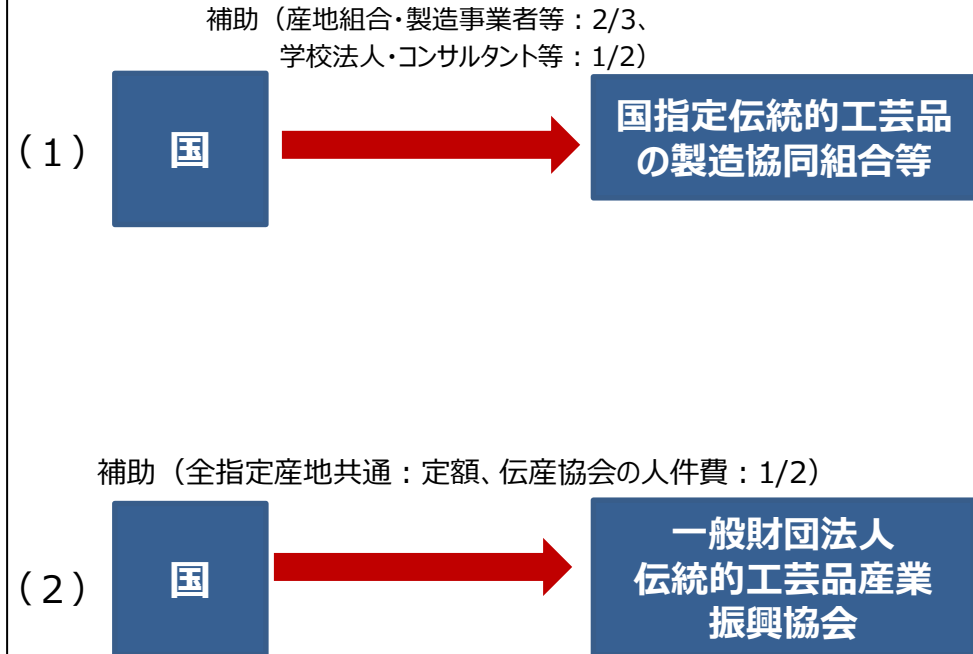 補助（産地組合・製造事業者等：2/3、
学校法人・コンサルタント等：1/2）
（１）
国
国指定伝統的工芸品
の製造協同組合等
補助（全指定産地共通：定額、伝産協会の人件費：1/2）
（２）
国
一般財団法人
伝統的工芸品産業
振興協会